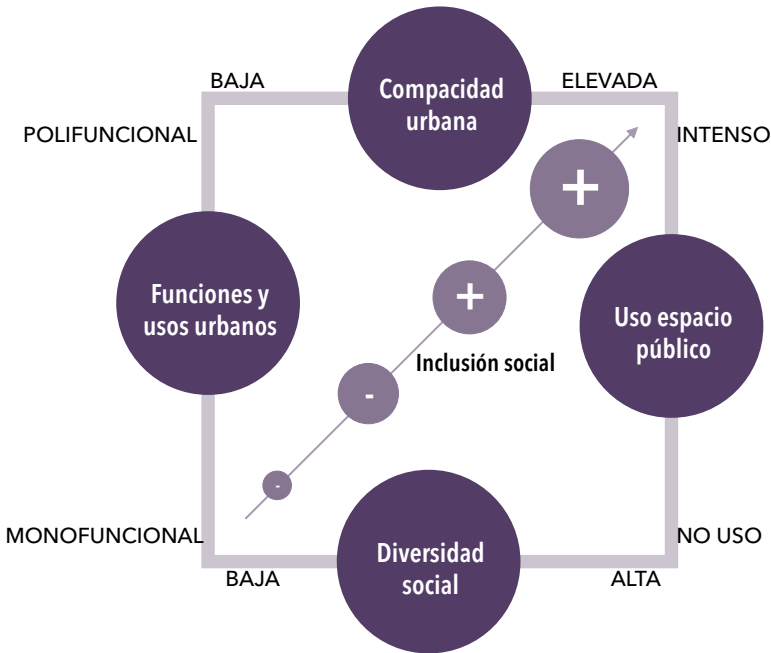 BAJA
Compacidad
urbana
ELEVADA
POLIFUNCIONAL
INTENSO
+
Funciones y
usos urbanos
+
Uso espacio
público
Inclusión social
-
-
MONOFUNCIONAL
NO USO
Diversidad
social
BAJA
ALTA